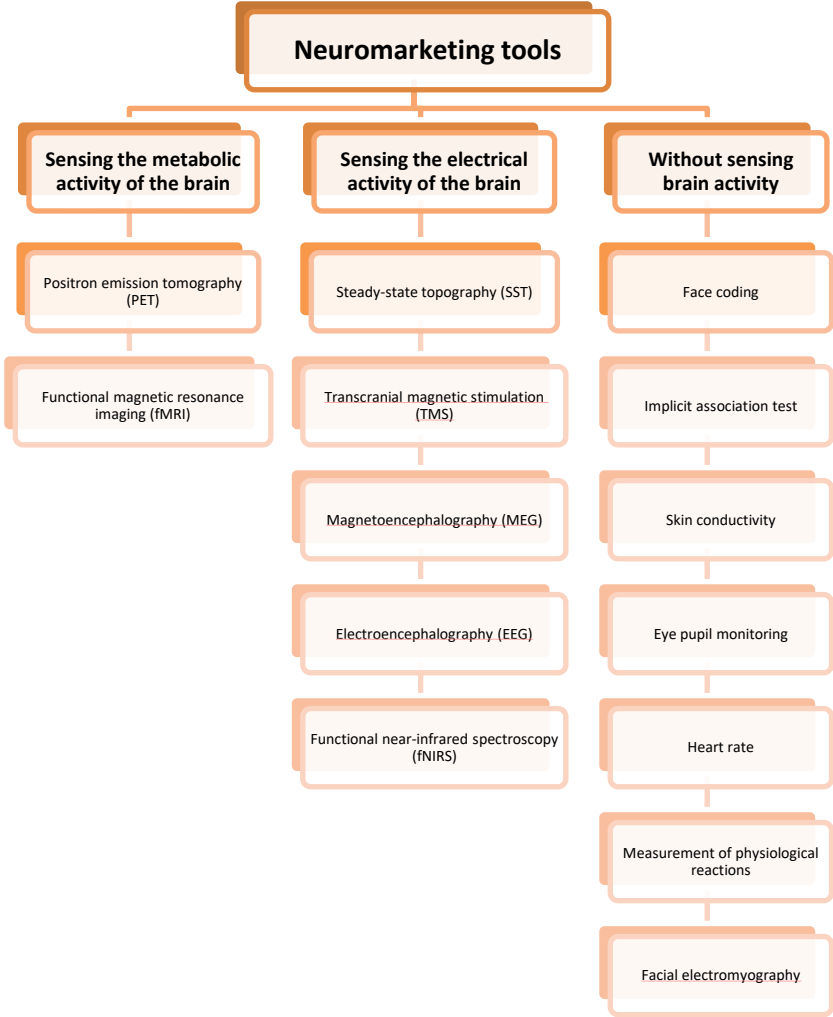 Neuromarketing tools
Sensing the metabolic
activity of the brain
Positron emission tomography
(PET)
Functional magnetic resonance
imaging (fMRI)
Sensing the electrical
activity of the brain
Steady-state topography (SST)
Transcranial magnetic stimulation
(TMS)
Magnetoencephalography (MEG)
Electroencephalography (EEG)
Functional near-infrared spectroscopy
(fNIRS)
Without sensing
brain activity
Face coding
Implicit association test
Skin conductivity
Eye pupil monitoring
Heart rate
Measurement of physiological
reactions
Facial electromyography